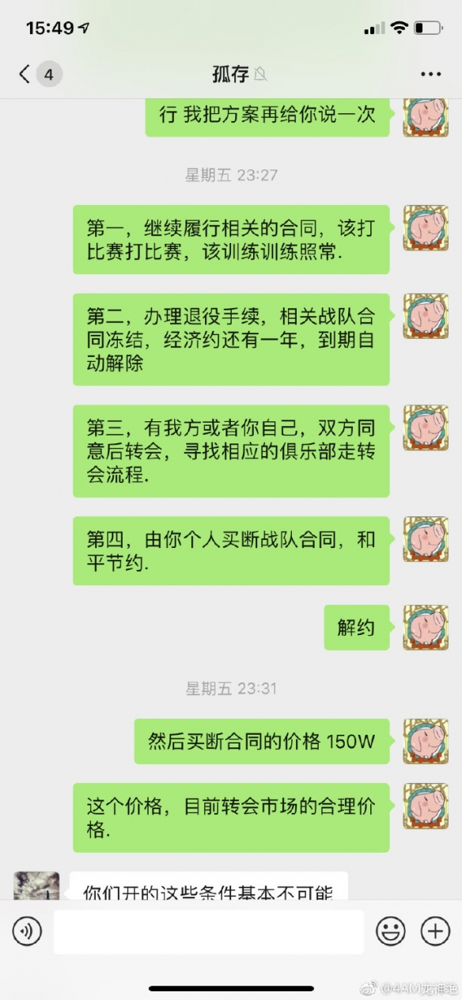 15:49
4
孤存
行 我把方案再给你说一次
星期五 23:27
第一，继续履行相关的合同，该打
比赛打比赛，该训练训练照常.
第二，办理退役手续，相关战队合
同冻结，经济约还有一年，到期自
动解除
第三，有我方或者你自己，双方同
意后转会，寻找相应的俱乐部走转
会流程.
第四，由你个人买断战队合同，和
平节约.
解约
星期五 23:31
然后买断合同的价格 150W
这个价格，目前转会市场的合理价
格.
你们开的这些条件基本不可能
@4AM龙神绝